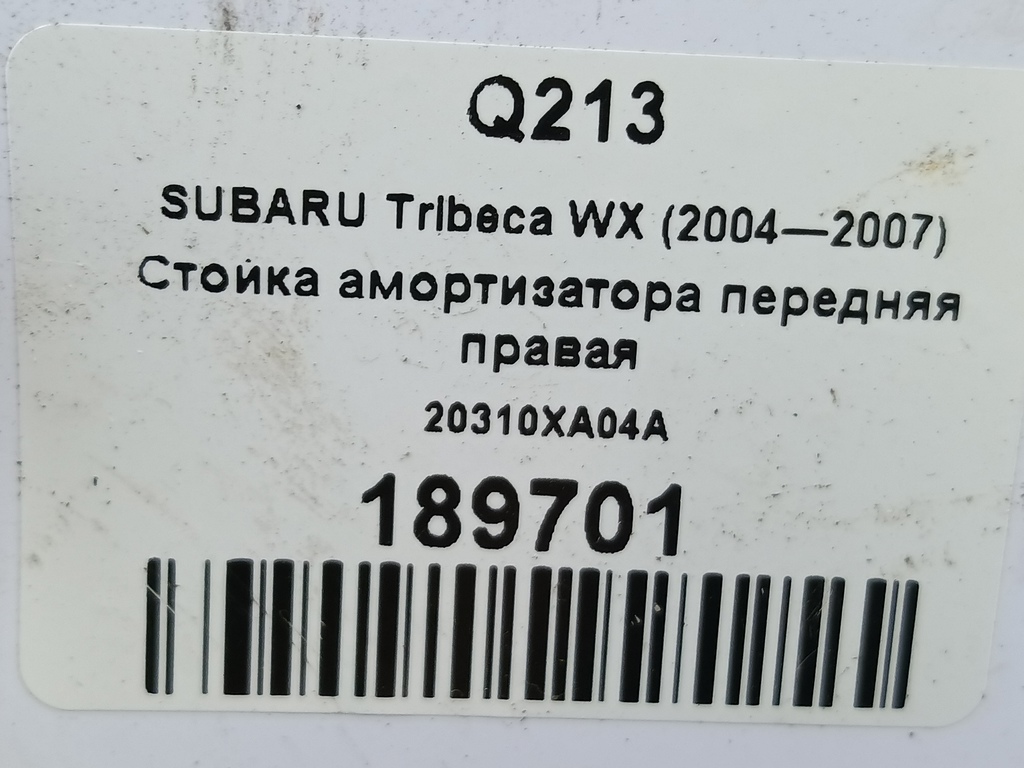 Q213
SUBARU Tribeca WX (2004—2007)
Стойка амортизатора передняя
правая
20310XA04A
189701